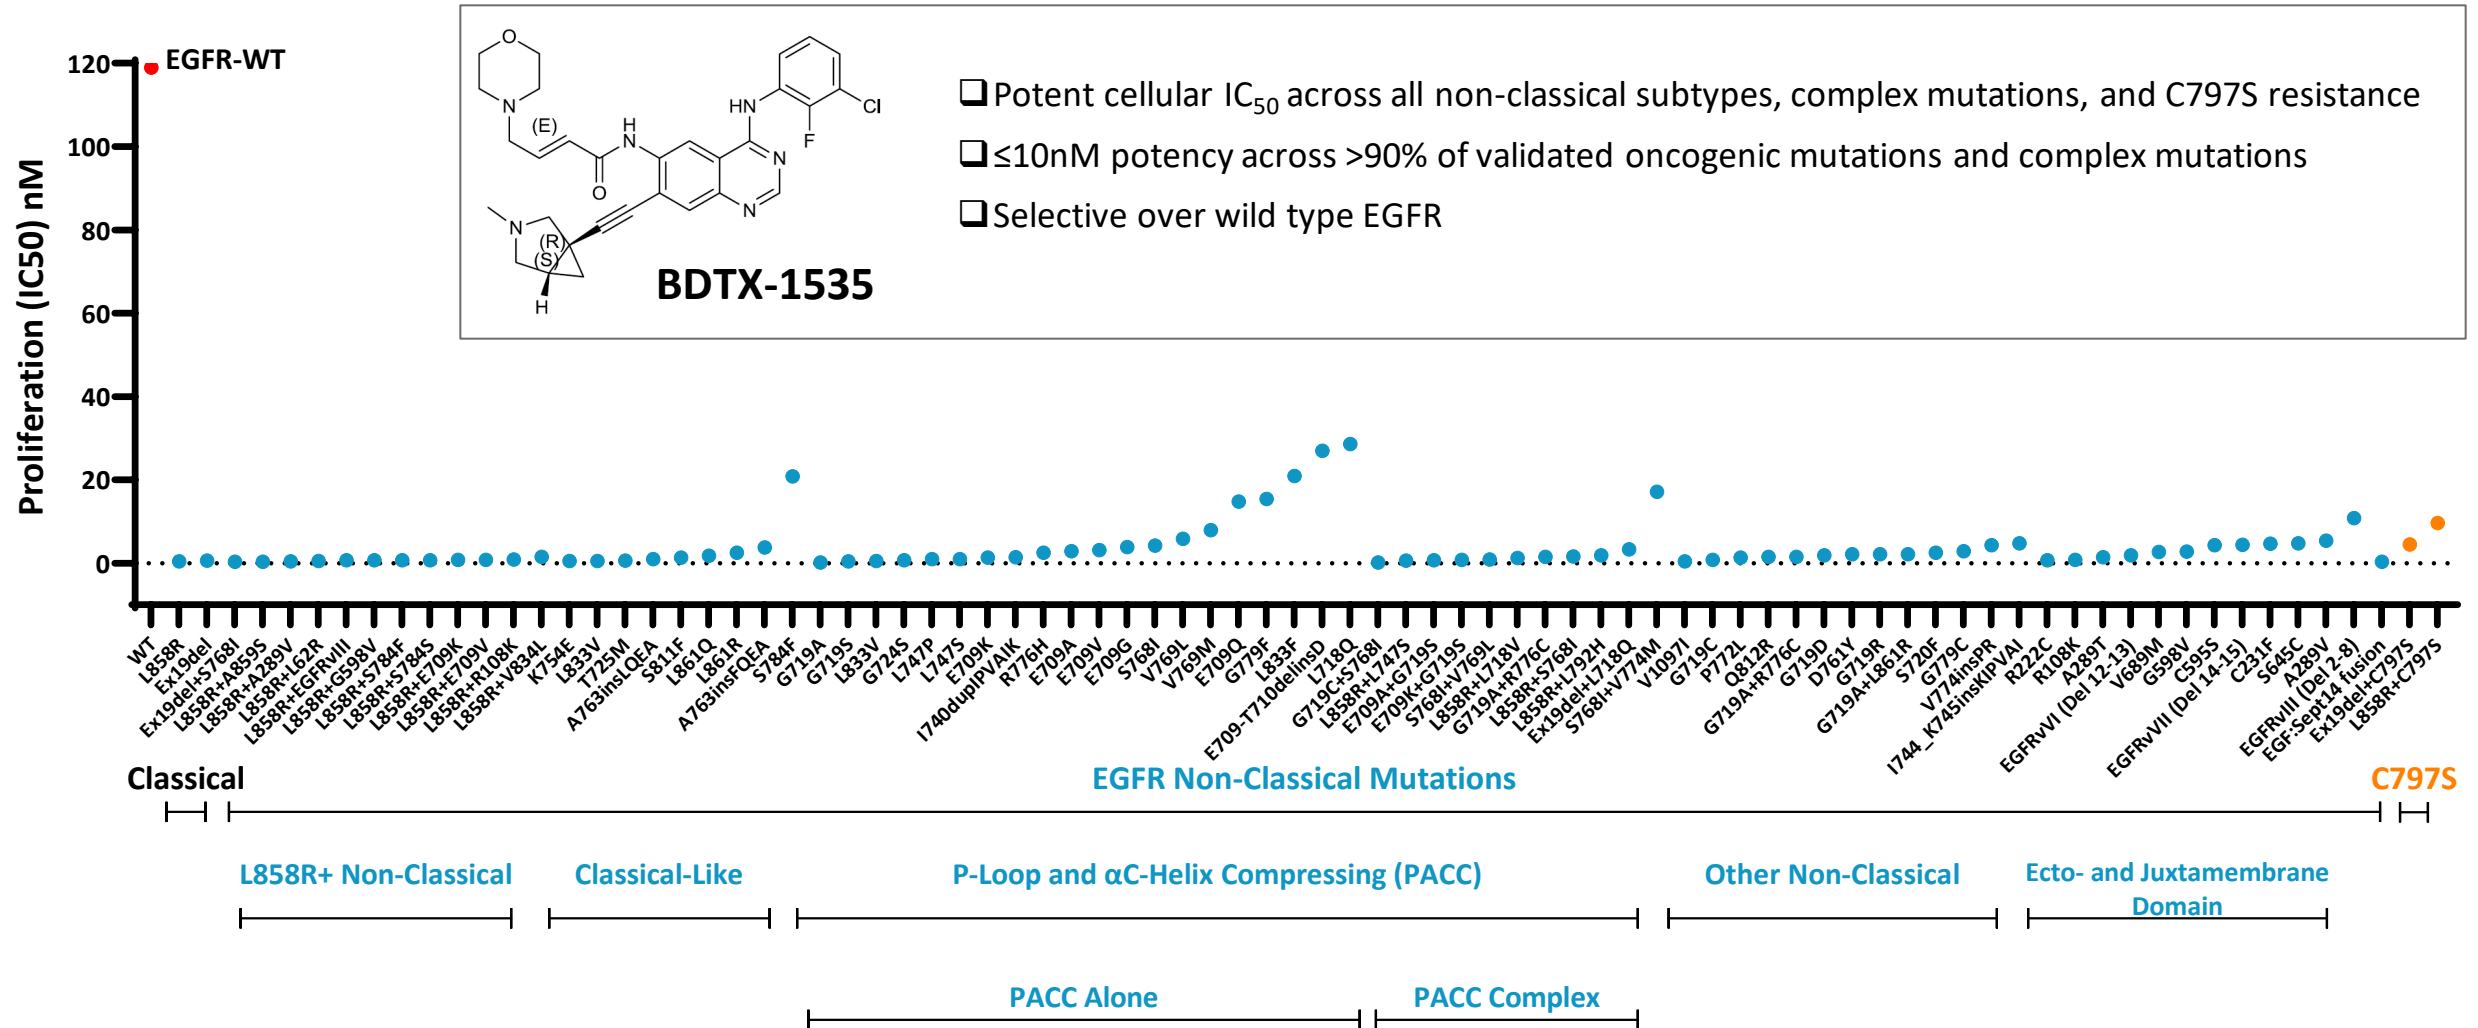 EGFR-WT
120
100
80
60
40
20
0
Proliferation (IC50) nM
O
N
(E)
H
N
O
HN
Cl
F
N
N
N
(R)
(S)
H
BDTX-1535
❑Potent cellular IC50 across all non-classical subtypes, complex mutations, and C797S resistance
❑≤10nM potency across >90% of validated oncogenic mutations and complex mutations
❑Selective over wild type EGFR
WT
L858R
Ex19del
Ex19del+S768I
L858R+A859S
L858R+A289V
L858R+L62R
L858R+EGFRvIII
L858R+G598V
L858R+S784F
L858R+S784S
L858R+E709K
L858R+E709V
L858R+R108K
L858R+V834L
K754E
L833V
T725M
A763insLQEA
S811F
L861Q
L861R
A763insFQEA
S784F
G719A
G719S
L833V
G724S
L747P
L747S
E709K
I740dupIPVAIK
R776H
E709A
E709V
E709G
S768I
V769L
V769M
E709Q
G779F
L833F
E709-T710delinsD
L718Q
G719C+S768I
L858R+L747S
E709A+G719S
E709K+G719S
S768I+V769L
L858R+L718V
G719A+R776C
L858R+S768I
L858R+L792H
Ex19del+L718Q
S768I+V774M
V1097I
G719C
P772L
Q812R
G719A+R776C
G719D
D761Y
G719R
G719A+L861R
S720F
G779C
V774insPR
I744_K745insKIPVAI
R222C
R108K
A289T
EGFRvVI (Del 12-13)
V689M
G598V
C595S
EGFRvVII (Del 14-15)
C231F
S645C
A289V
EGFRvIII (Del2-8)
EGF:Sept14 fusion
Ex19del+C797S
L858R+C797S
Classical
EGFR Non-Classical Mutations
C797S
L858R+ Non-Classical
Classical-Like
P-Loop and αC-Helix Compressing (PACC)
Other Non-Classical
Ecto- and Juxtamembrane
Domain
PACC Alone
PACC Complex